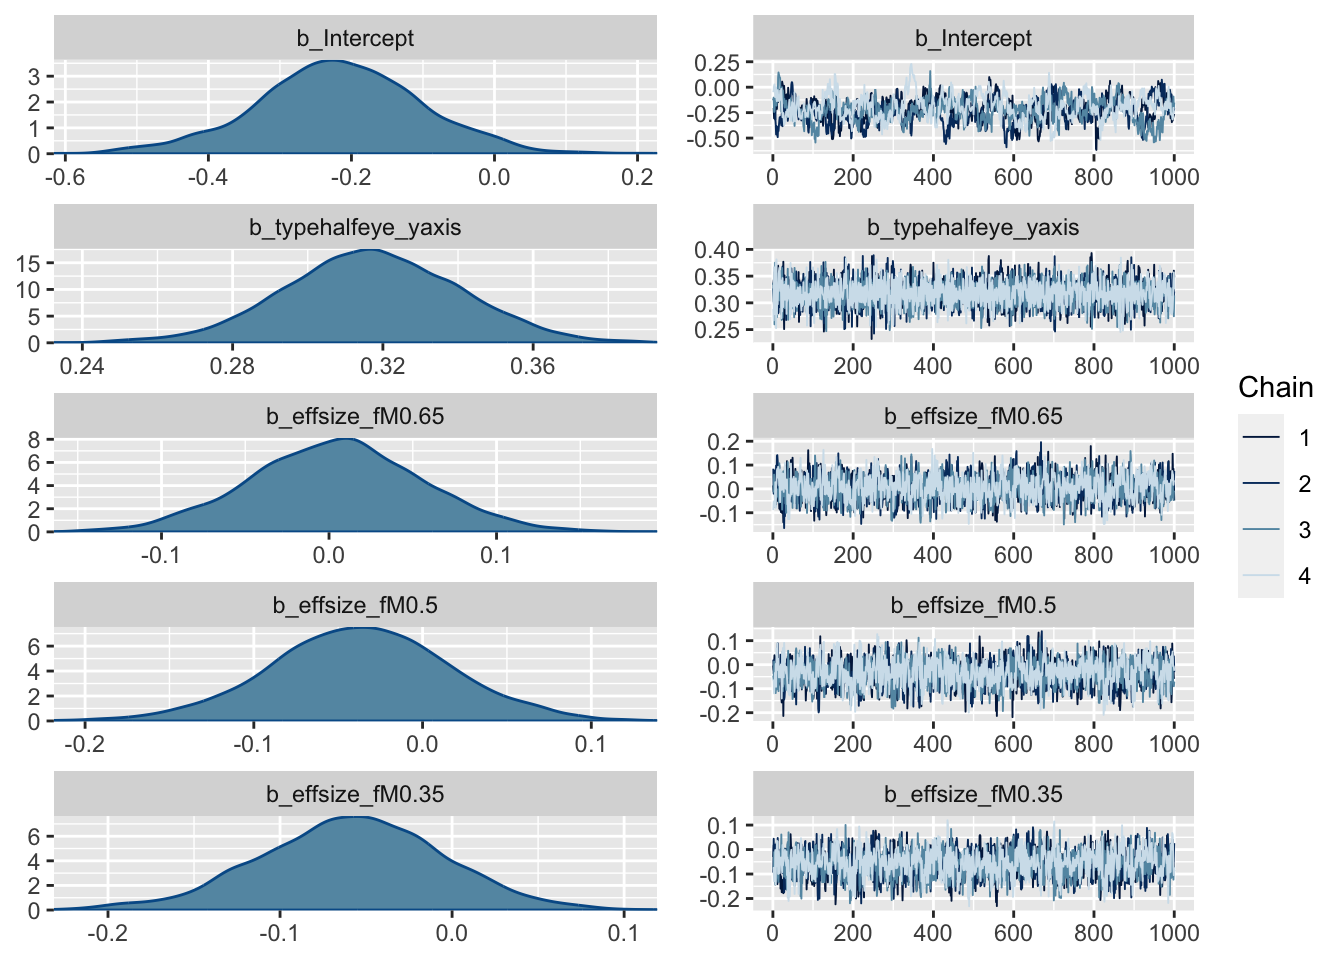 b_Intercept
3
2
1
0
-0.6 -0.4 -0.2 0.0 0.2
b_Intercept
0.25
0.00
-0.25
-0.50
0 200 400 600 800 1000
b_typehalfeye_yaxis
15
10
5
0
0.24 0.28 0.32 0.36
b_typehalfeye_yaxis
0.40
0.35
0.30
0.25
0 200 400 600 800 1000
b_effsize_fM0.65
8
6
4
2
0
-0.1 0.0 0.1
b_effsize_fM0.65
0.2
0.1
0.0
-0.1
0 200 400 600 800 1000
b_effsize_fM0.5
6
4
2
0
-0.2 -0.1 0.0 0.1
b_effsize_fM0.5
0.1
0.0
-0.1
-0.2
0 200 400 600 800 1000
b_effsize_fM0.35
6
4
2
0
-0.2 -0.1 0.0 0.1
b_effsize_fM0.35
0.1
0.0
-0.1
-0.2
0 200 400 600 800 1000
Chain
1
2
3
4